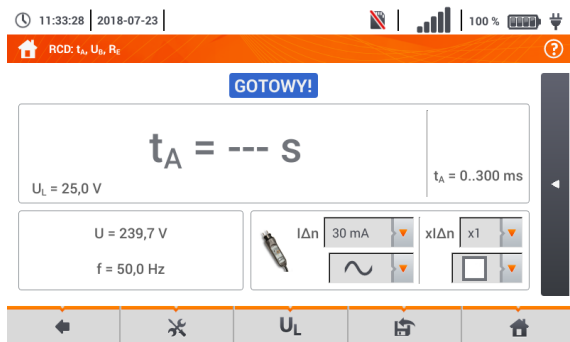 11:33:28 2018-07-23 100 %
RCD: tA, UB, RE ?
GOTOWY!
tA = --- s
tA = 0..300 ms
UL = 25,0 V
U = 239,7 V
f = 50,0 Hz
IΔn 30 mA xIΔn x1
UL